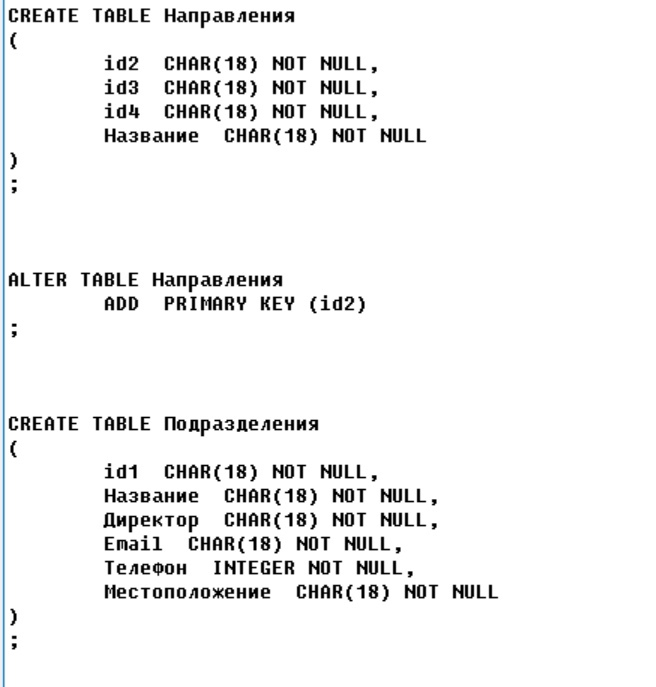 CREATE TABLE Направления
(
id2 CHAR(18) NOT NULL,
id3 CHAR(18) NOT NULL,
id4 CHAR(18) NOT NULL,
Название CHAR(18) NOT NULL
)
;
ALTER TABLE Направления
ADD PRIMARY KEY (id2)
;
CREATE TABLE Подразделения
(
id1 CHAR(18) NOT NULL,
Название CHAR(18) NOT NULL,
Директор CHAR(18) NOT NULL,
Email CHAR(18) NOT NULL,
Телефон INTEGER NOT NULL,
Местоположение CHAR(18) NOT NULL
)
;